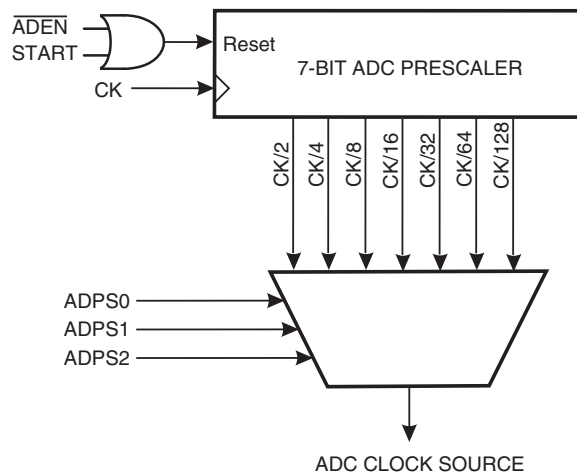 A̅D̅E̅N̅
START
Reset
7-BIT ADC PRESCALER
CK
CK/2
CK/4
CK/8
CK/16
CK/32
CK/64
CK/128
ADPS0
ADPS1
ADPS2
ADC CLOCK SOURCE